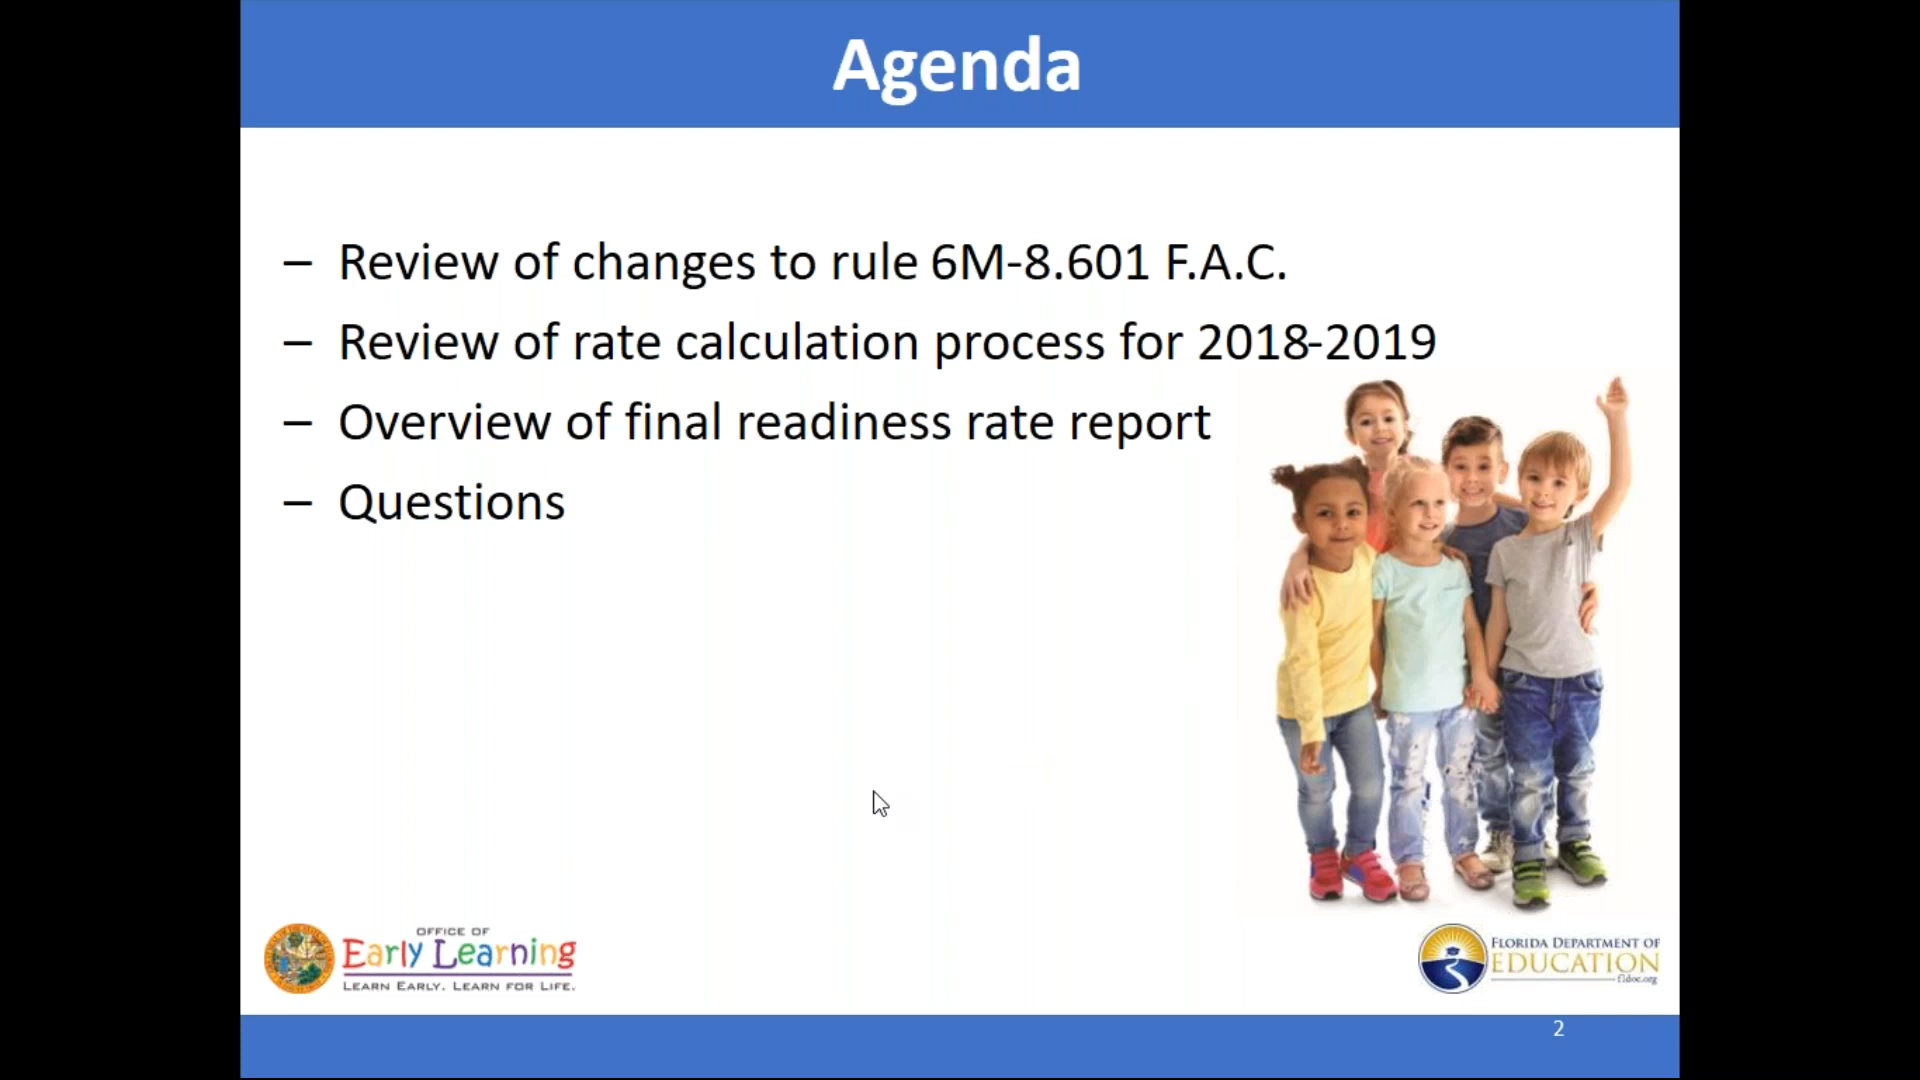 Agenda
– Review of changes to rule 6M-8.601 F.A.C.
– Review of rate calculation process for 2018-2019
– Overview of final readiness rate report
– Questions
OFFICE OF
Early Learning
LEARN EARLY. LEARN FOR LIFE.
FLORIDA DEPARTMENT OF
EDUCATION
fldoe.org
2